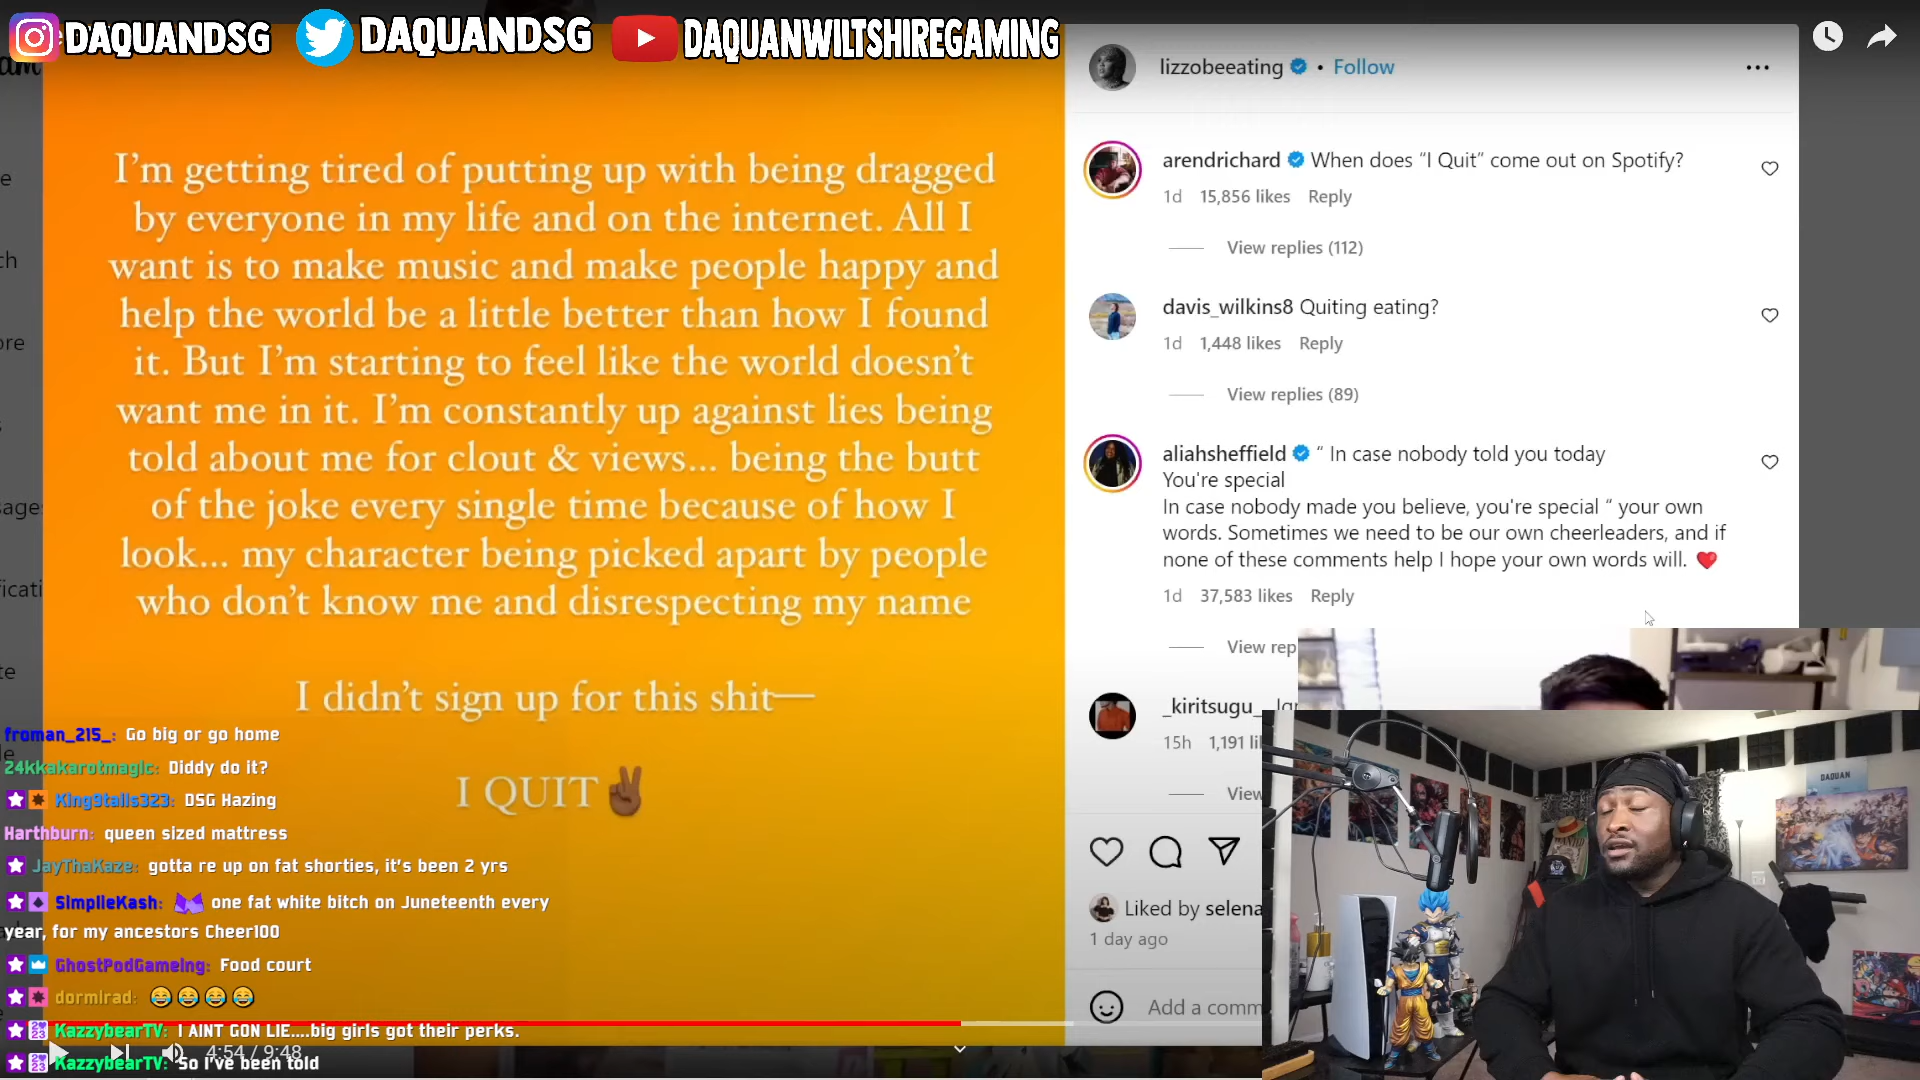 DAQUANDSG
DAQUANDSG
DAQUANWILTSHIREGAMING
lizzobeeating • Follow
I'm getting tired of putting up with being dragged
by everyone in my life and on the internet. All I
want is to make music and make people happy and
help the world be a little better than how I found
it. But I'm starting to feel like the world doesn't
want me in it. I'm constantly up against lies being
told about me for clout & views... being the butt
of the joke every single time because of how I
look... my character being picked apart by people
who don't know me and disrespecting my name
I didn't sign up for this shit—
I QUIT✌🏾
arendrichard When does “I Quit” come out on Spotify?
1d 15,856 likes Reply
View replies (112)
davis_wilkins8 Quiting eating?
1d 1,448 likes Reply
View replies (89)
aliahsheffield “ In case nobody told you today
You're special
In case nobody made you believe, you're special “ your own
words. Sometimes we need to be our own cheerleaders, and if
none of these comments help I hope your own words will. ❤️
1d 37,583 likes Reply
View rep
_kiritsugu_
15h 1,191 li
View
Liked by selena
1 day ago
Add a comm
froman_215_: Go big or go home
24kkakarotmagic: Diddy do it?
King9tails323: DSG Hazing
Harthburn: queen sized mattress
JayThaKaze: gotta re up on fat shorties, it's been 2 yrs
SimplieKash: one fat white bitch on Juneteenth every
year, for my ancestors Cheer100
GhostPodGameing: Food court
dormirad: 😂😂😂😂
KazzybearTV: I AINT GON LIE....big girls got their perks.
KazzybearTV: So I've been told
4:54 / 9:48
DAQUAN